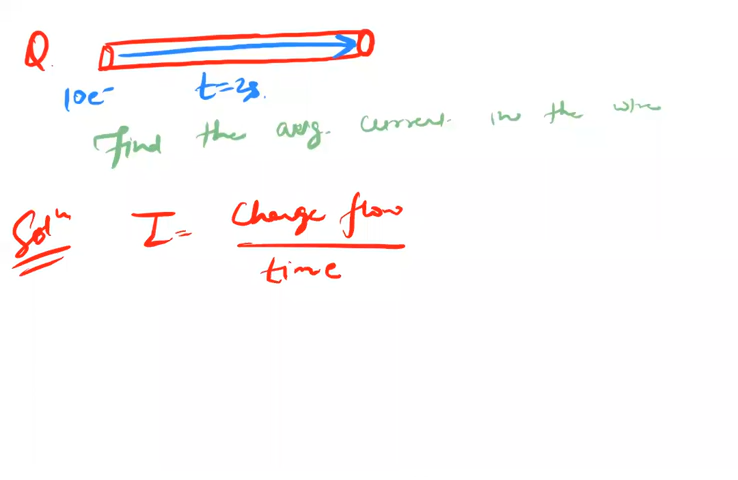 Q.
10e⁻ t=2s.
Find the avg. current in the wire
Solⁿ I = Charge flow
time